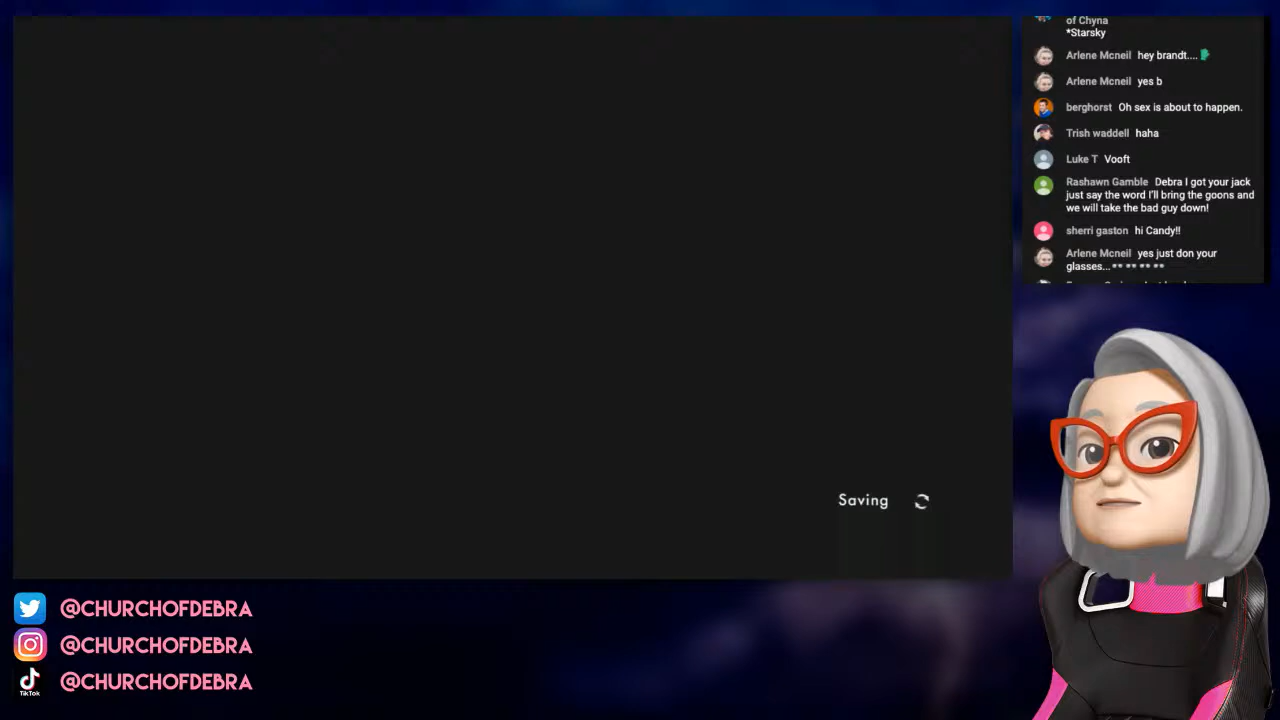 of Chyna
*Starsky
Arlene Mcneil hey brandt....
Arlene Mcneil yes b
berghorst Oh sex is about to happen.
Trish waddell haha
Luke T Vooft
Rashawn Gamble Debra I got your jack
just say the word I'll bring the goons and
we will take the bad guy down!
sherri gaston hi Candy!!
Arlene Mcneil yes just don your
glasses...
Saving
@CHURCHOFDEBRA
@CHURCHOFDEBRA
TikTok
@CHURCHOFDEBRA